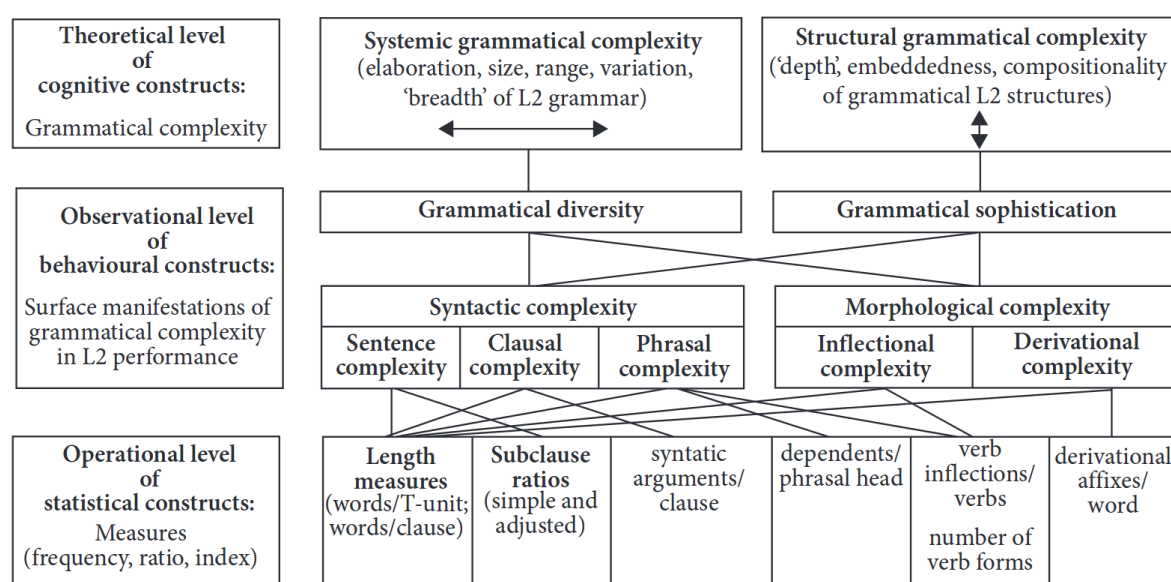 Theoretical level
of
cognitive constructs:
Grammatical complexity
Systemic grammatical complexity
(elaboration, size, range, variation,
‘breadth’ of L2 grammar)
Structural grammatical complexity
(‘depth’, embeddedness, compositionality
of grammatical L2 structures)
Observational level
of
behavioural constructs:
Surface manifestations of
grammatical complexity
in L2 performance
Grammatical diversity
Grammatical sophistication
Syntactic complexity
Morphological complexity
Sentence
complexity
Clausal
complexity
Phrasal
complexity
Inflectional
complexity
Derivational
complexity
Operational level
of
statistical constructs:
Measures
(frequency, ratio, index)
Length
measures
(words/T-unit;
words/clause)
Subclause
ratios
(simple and
adjusted)
syntatic
arguments/
clause
dependents/
phrasal head
verb
inflections/
verbs
number of
verb forms
derivational
affixes/
word